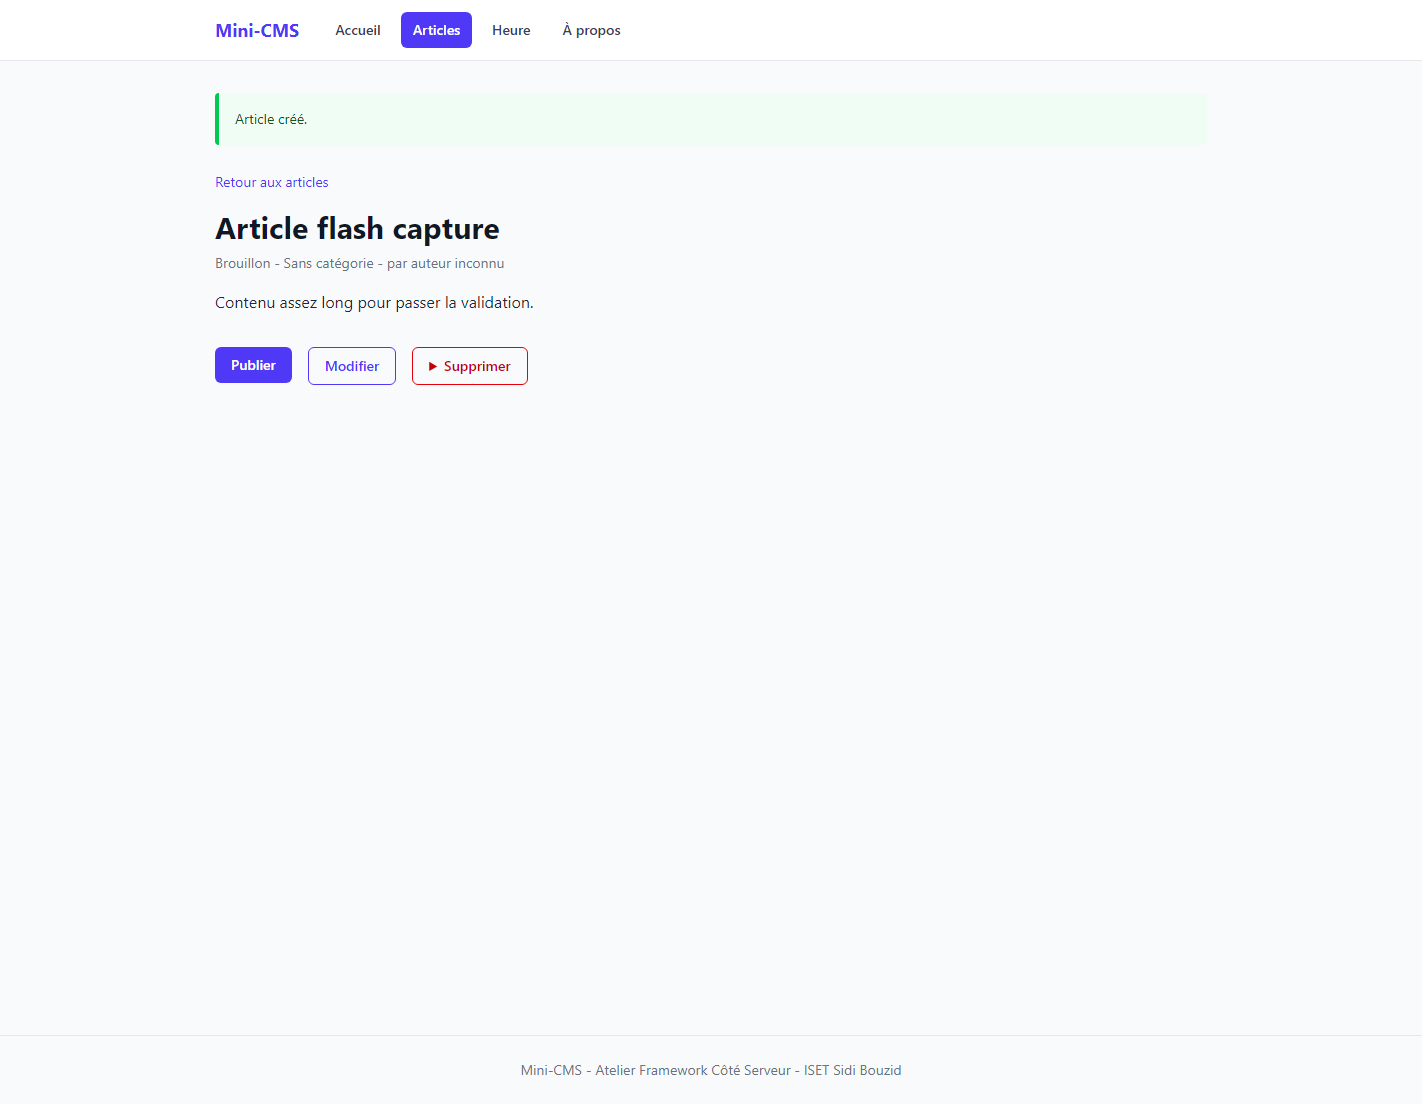 Mini-CMS Accueil Articles Heure À propos
Article créé.
Retour aux articles
Article flash capture
Brouillon - Sans catégorie - par auteur inconnu
Contenu assez long pour passer la validation.
Publier Modifier Supprimer
Mini-CMS - Atelier Framework Côté Serveur - ISET Sidi Bouzid